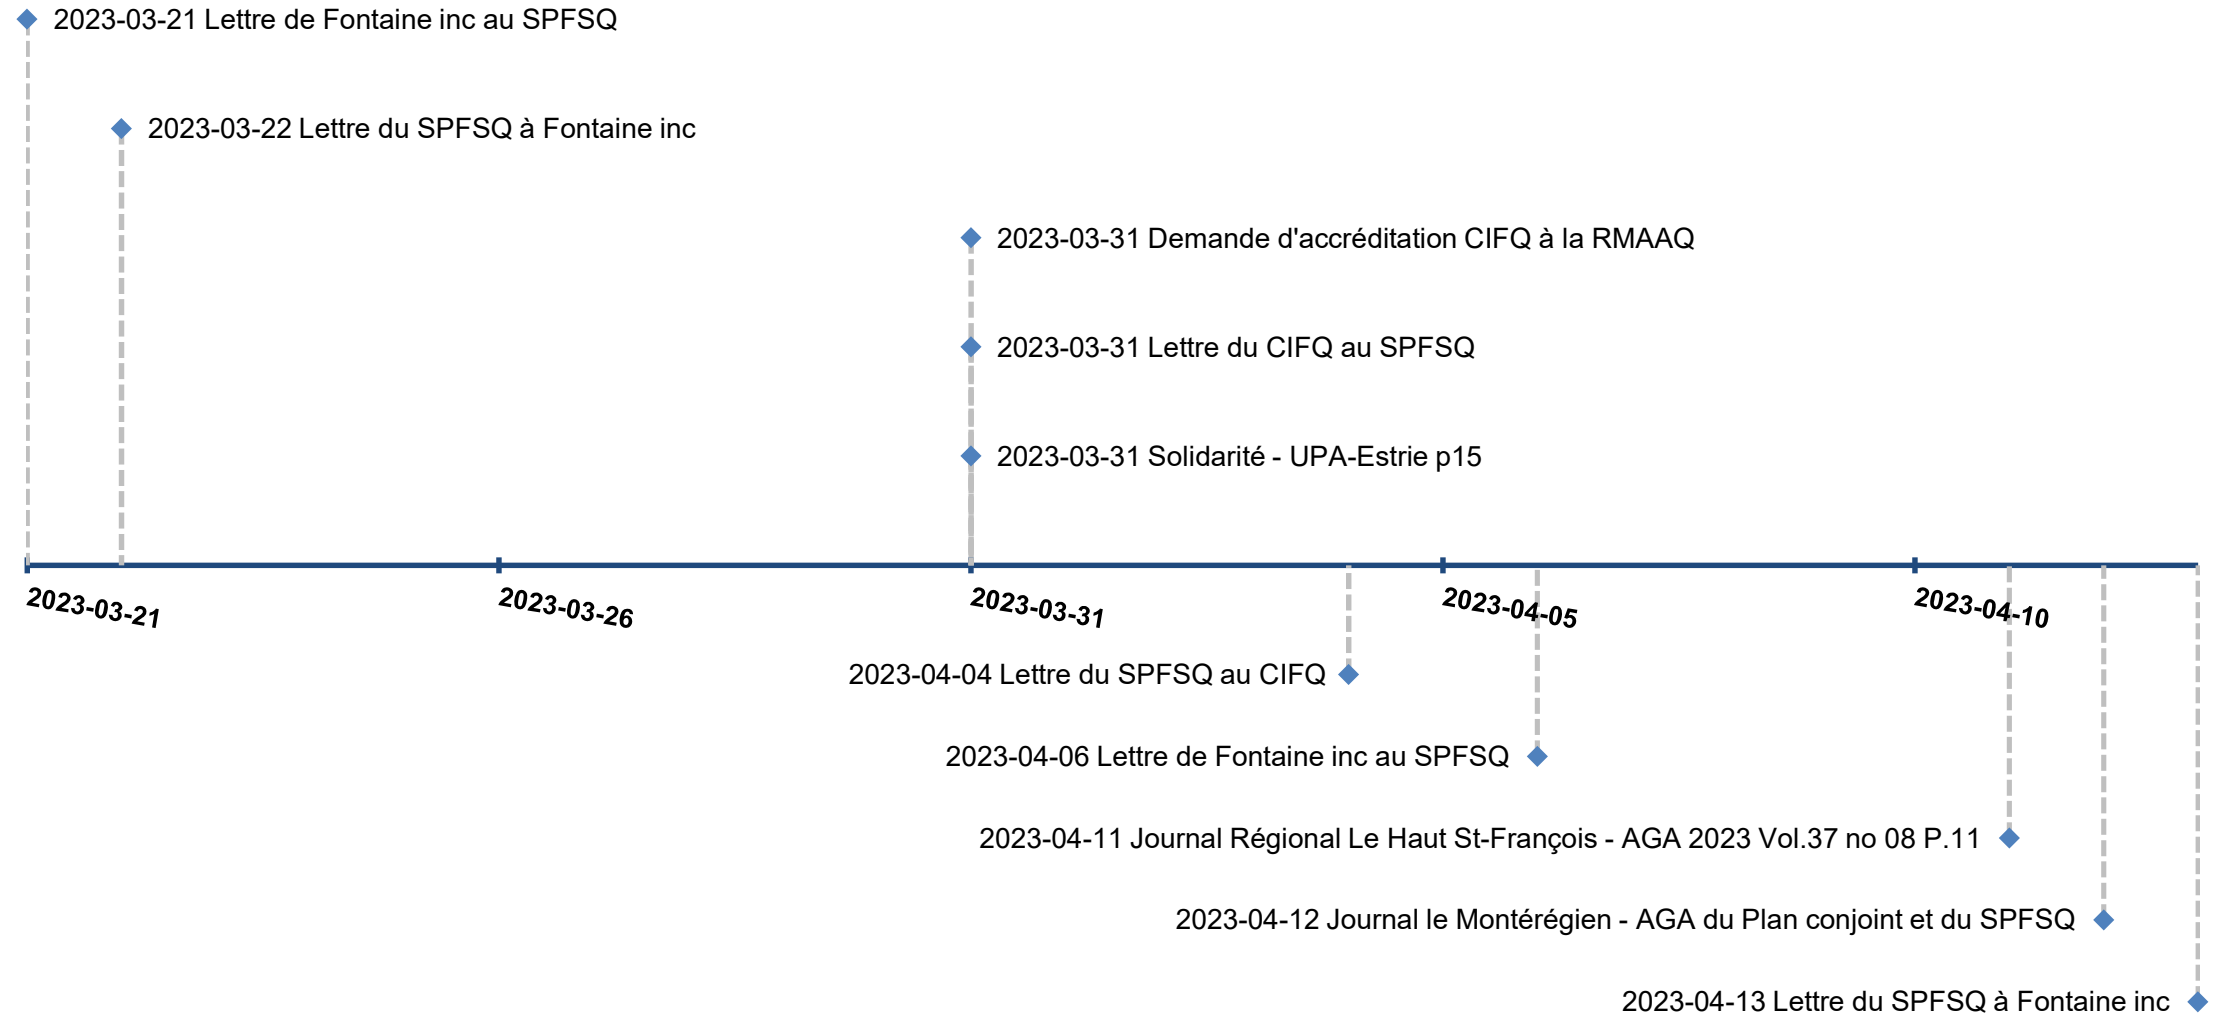 2023-03-21 Lettre de Fontaine inc au SPFSQ
2023-03-22 Lettre du SPFSQ à Fontaine inc
2023-03-31 Demande d'accréditation CIFQ à la RMAAQ
2023-03-31 Lettre du CIFQ au SPFSQ
2023-03-31 Solidarité - UPA-Estrie p15
2023-03-21
2023-03-26
2023-03-31
2023-04-05
2023-04-10
2023-04-04 Lettre du SPFSQ au CIFQ
2023-04-06 Lettre de Fontaine inc au SPFSQ
2023-04-11 Journal Régional Le Haut St-François - AGA 2023 Vol.37 no 08 P.11
2023-04-12 Journal le Montérégien - AGA du Plan conjoint et du SPFSQ
2023-04-13 Lettre du SPFSQ à Fontaine inc